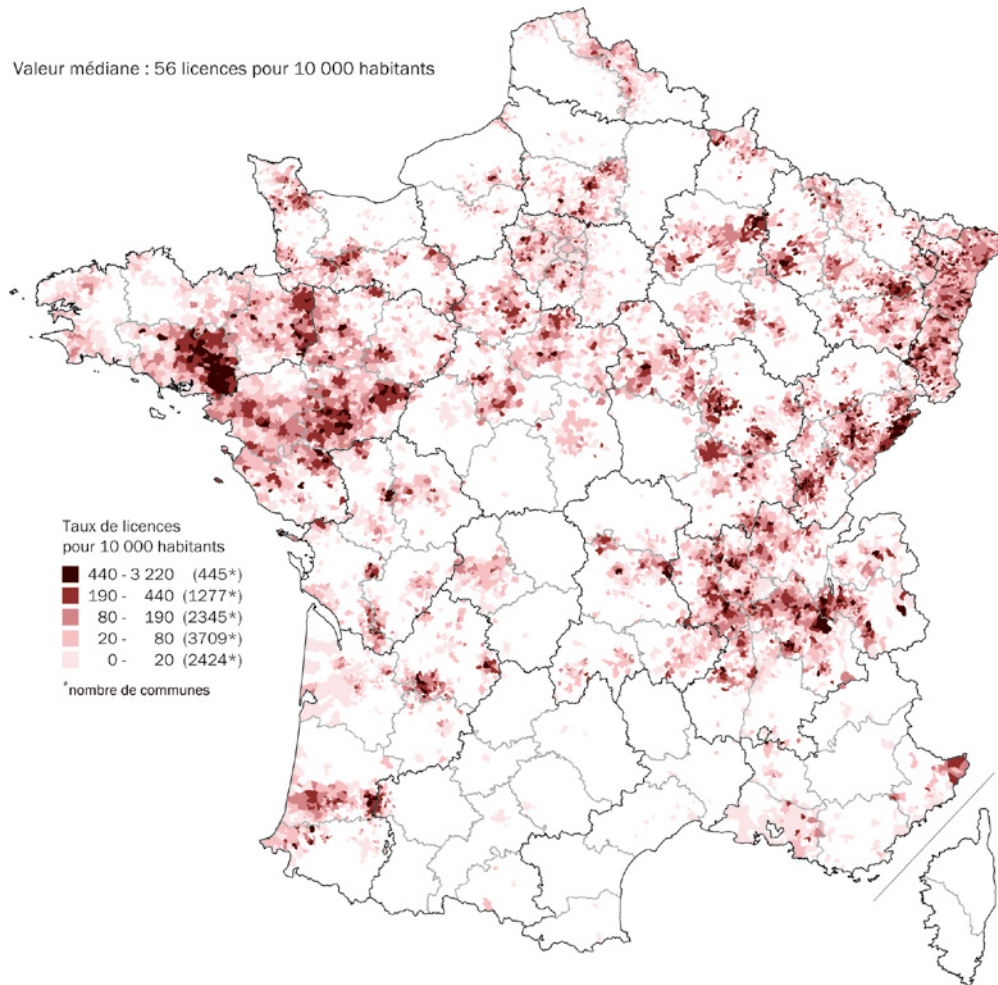 Valeur médiane : 56 licences pour 10 000 habitants
Taux de licences
pour 10 000 habitants
440 - 3 220 (445*)
190 - 440 (1277*)
80 - 190 (2345*)
20 - 80 (3709*)
0 - 20 (2424*)
*nombre de communes